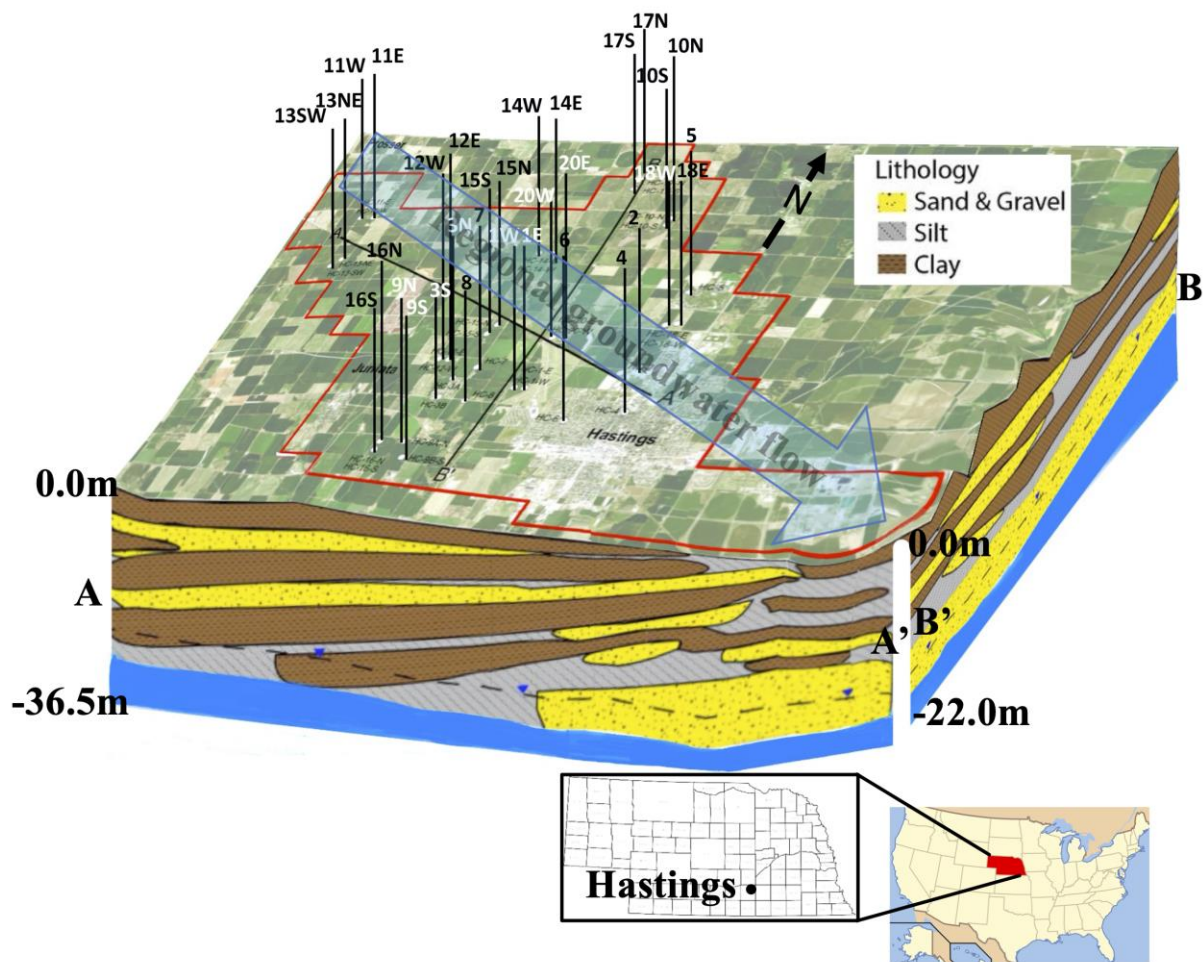 17N
17S
10N
11W
11E
10S
13SW
13NE
14W
14E
5
12W
12E
15S
15N
20E
20W
18W
18E
B
N
Lithology
Sand & Gravel
Silt
Clay
7
1W
1E
6
2
4
A
16N
8
9N
3S
16S
9S
Juniata
Regional groundwater flow
A'
Hastings
B'
B
0.0m
0.0m
A
A’
B’
-36.5m
-22.0m
Hastings